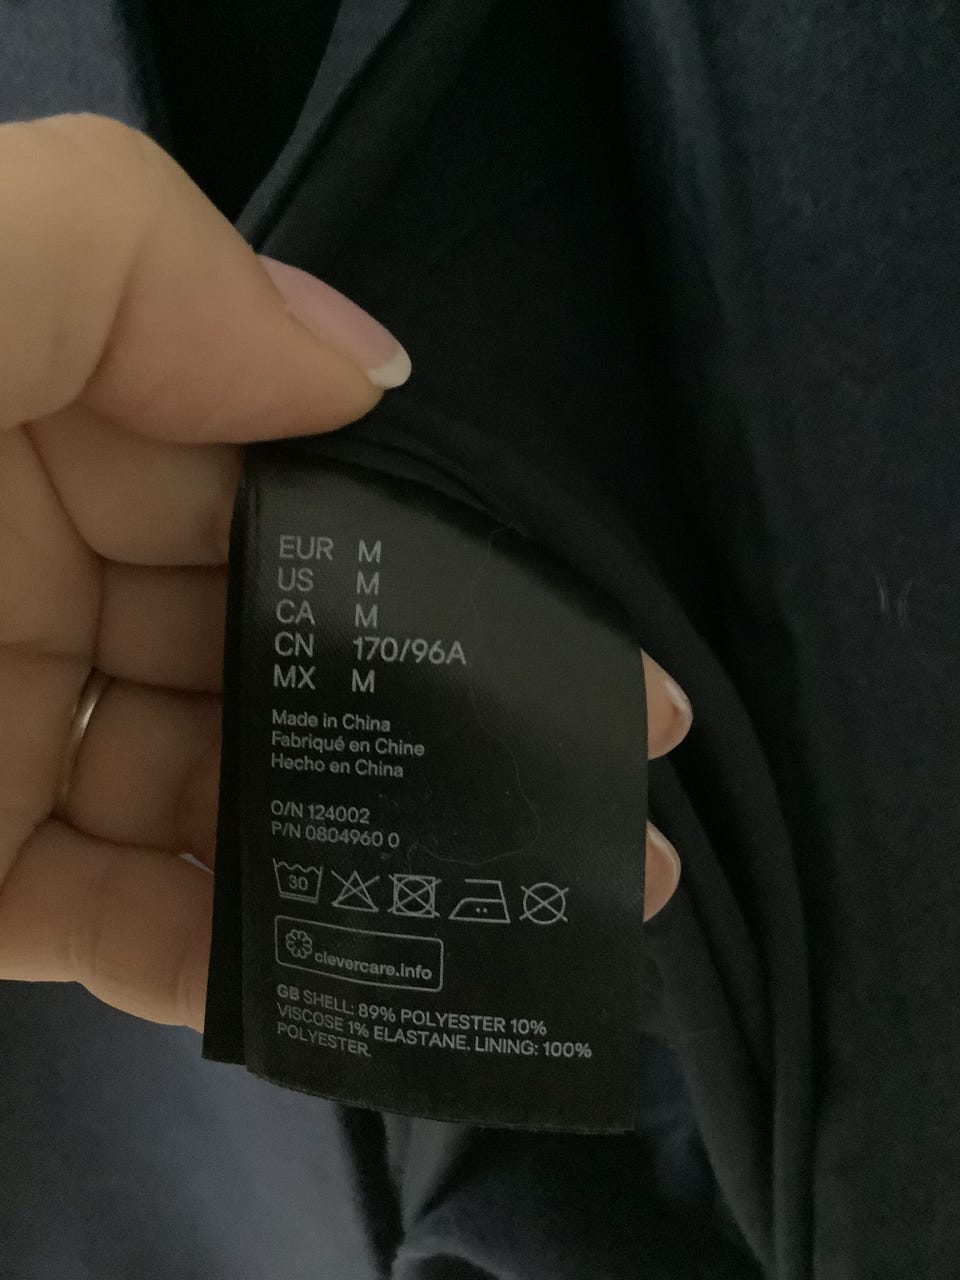 EUR M
US M
CA M
CN 170/96A
MX M
Made in China
Fabriqué en Chine
Hecho en China
O/N 124002
P/N 0804960 0
30
clevercare.info
GB SHELL: 89% POLYESTER 10%
VISCOSE 1% ELASTANE. LINING: 100%
POLYESTER.